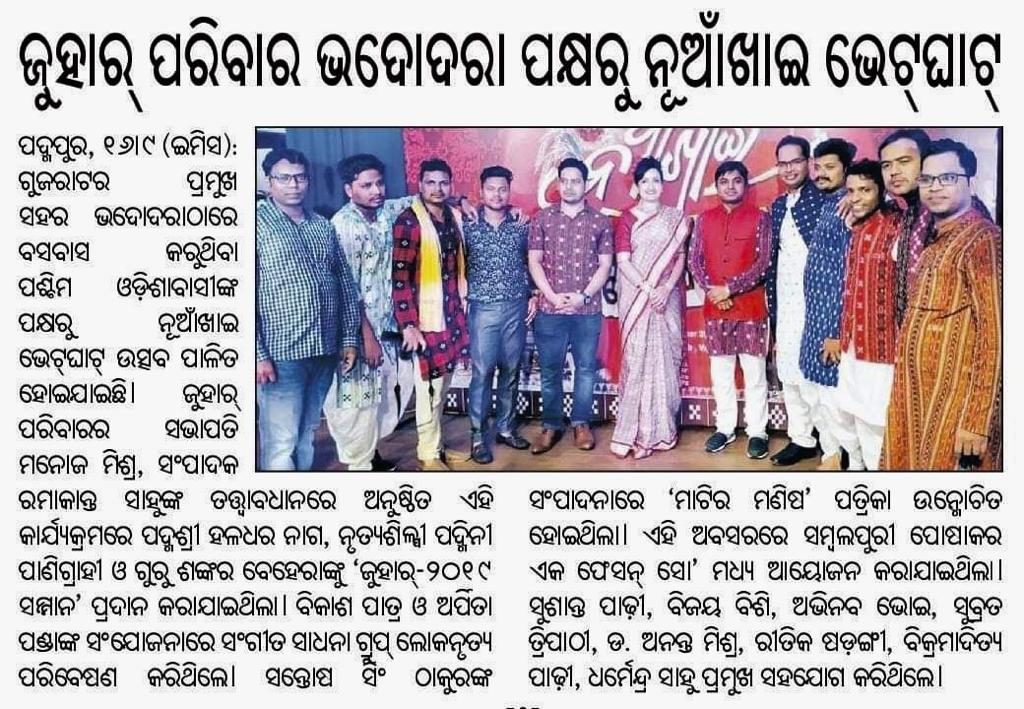 ଜୁହାର୍ ପରିବାର ଭଦୋଦରା ପକ୍ଷରୁ ନୂଆଁଖାଇ ଭେଟ୍‌ଘାଟ୍
ପଦ୍ମପୁର, ୧୬।୯ (ଇମିସ):
ଗୁଜରାଟର ପ୍ରମୁଖ
ସହର ଭଦୋଦରାଠାରେ
ବସବାସ କରୁଥିବା
ପଶ୍ଚିମ ଓଡ଼ିଶାବାସୀଙ୍କ
ପକ୍ଷରୁ ନୂଆଁଖାଇ
ଭେଟ୍‌ଘାଟ୍ ଉତ୍ସବ ପାଳିତ
ହୋଇଯାଇଛି। ଜୁହାର୍
ପରିବାରର ସଭାପତି
ମନୋଜ ମିଶ୍ର, ସଂପାଦକ
ରମାକାନ୍ତ ସାହୁଙ୍କ ତତ୍ତ୍ୱାବଧାନରେ ଅନୁଷ୍ଠିତ ଏହି
କାର୍ଯ୍ୟକ୍ରମରେ ପଦ୍ମଶ୍ରୀ ହଳଧର ନାଗ, ନୃତ୍ୟଶିଳ୍ପୀ ପଦ୍ମିନୀ
ପାଣିଗ୍ରାହୀ ଓ ଗୁରୁ ଶଙ୍କର ବେହେରାଙ୍କୁ ‘ଜୁହାର୍-୨୦୧୯
ସମ୍ମାନ’ ପ୍ରଦାନ କରାଯାଇଥିଲା। ବିକାଶ ପାତ୍ର ଓ ଅର୍ପିତା
ପଣ୍ଡାଙ୍କ ସଂଯୋଜନାରେ ସଂଗୀତ ସାଧନା ଗ୍ରୁପ୍ ଲୋକନୃତ୍ୟ
ପରିବେଷଣ କରିଥିଲେ। ସନ୍ତୋଷ ସିଂ ଠାକୁରଙ୍କ
ସଂପାଦନାରେ ‘ମାଟିର ମଣିଷ’ ପତ୍ରିକା ଉନ୍ମୋଚିତ
ହୋଇଥିଲା। ଏହି ଅବସରରେ ସମ୍ବଲପୁରୀ ପୋଷାକର
ଏକ ଫେସନ୍ ସୋ’ ମଧ୍ୟ ଆୟୋଜନ କରାଯାଇଥିଲା।
ସୁଶାନ୍ତ ପାଢ଼ୀ, ବିଜୟ ବିଶି, ଅଭିନବ ଭୋଇ, ସୁବ୍ରତ
ତ୍ରିପାଠୀ, ଡ. ଅନନ୍ତ ମିଶ୍ର, ରୀତିକ ଷଡ଼ଙ୍ଗୀ, ବିକ୍ରମାଦିତ୍ୟ
ପାଢ଼ୀ, ଧର୍ମେନ୍ଦ୍ର ସାହୁ ପ୍ରମୁଖ ସହଯୋଗ କରିଥିଲେ।